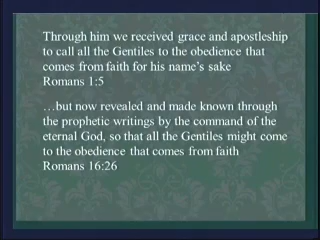 Through him we received grace and apostleship
to call all the Gentiles to the obedience that
comes from faith for his name's sake
Romans 1:5
…but now revealed and made known through
the prophetic writings by the command of the
eternal God, so that all the Gentiles might come
to the obedience that comes from faith
Romans 16:26